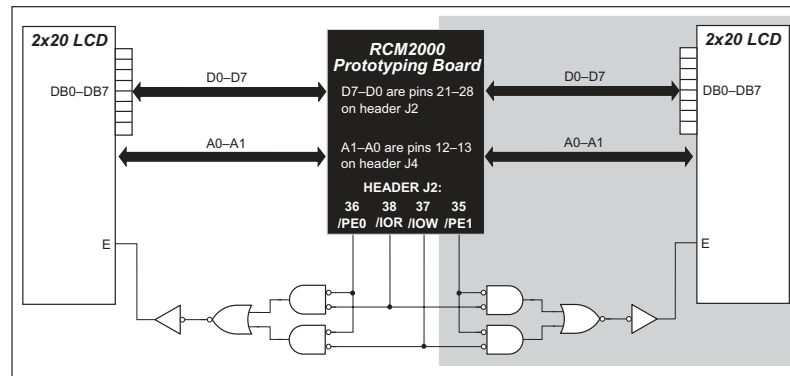 2x20 LCD
DB0–DB7
E
D0–D7
A0–A1
RCM2000
Prototyping Board
D7–D0 are pins 21–28
on header J2
A1–A0 are pins 12–13
on header J4
HEADER J2:
36 38 37 35
/PE0 /IOR /IOW /PE1
D0–D7
A0–A1
2x20 LCD
DB0–DB7
E